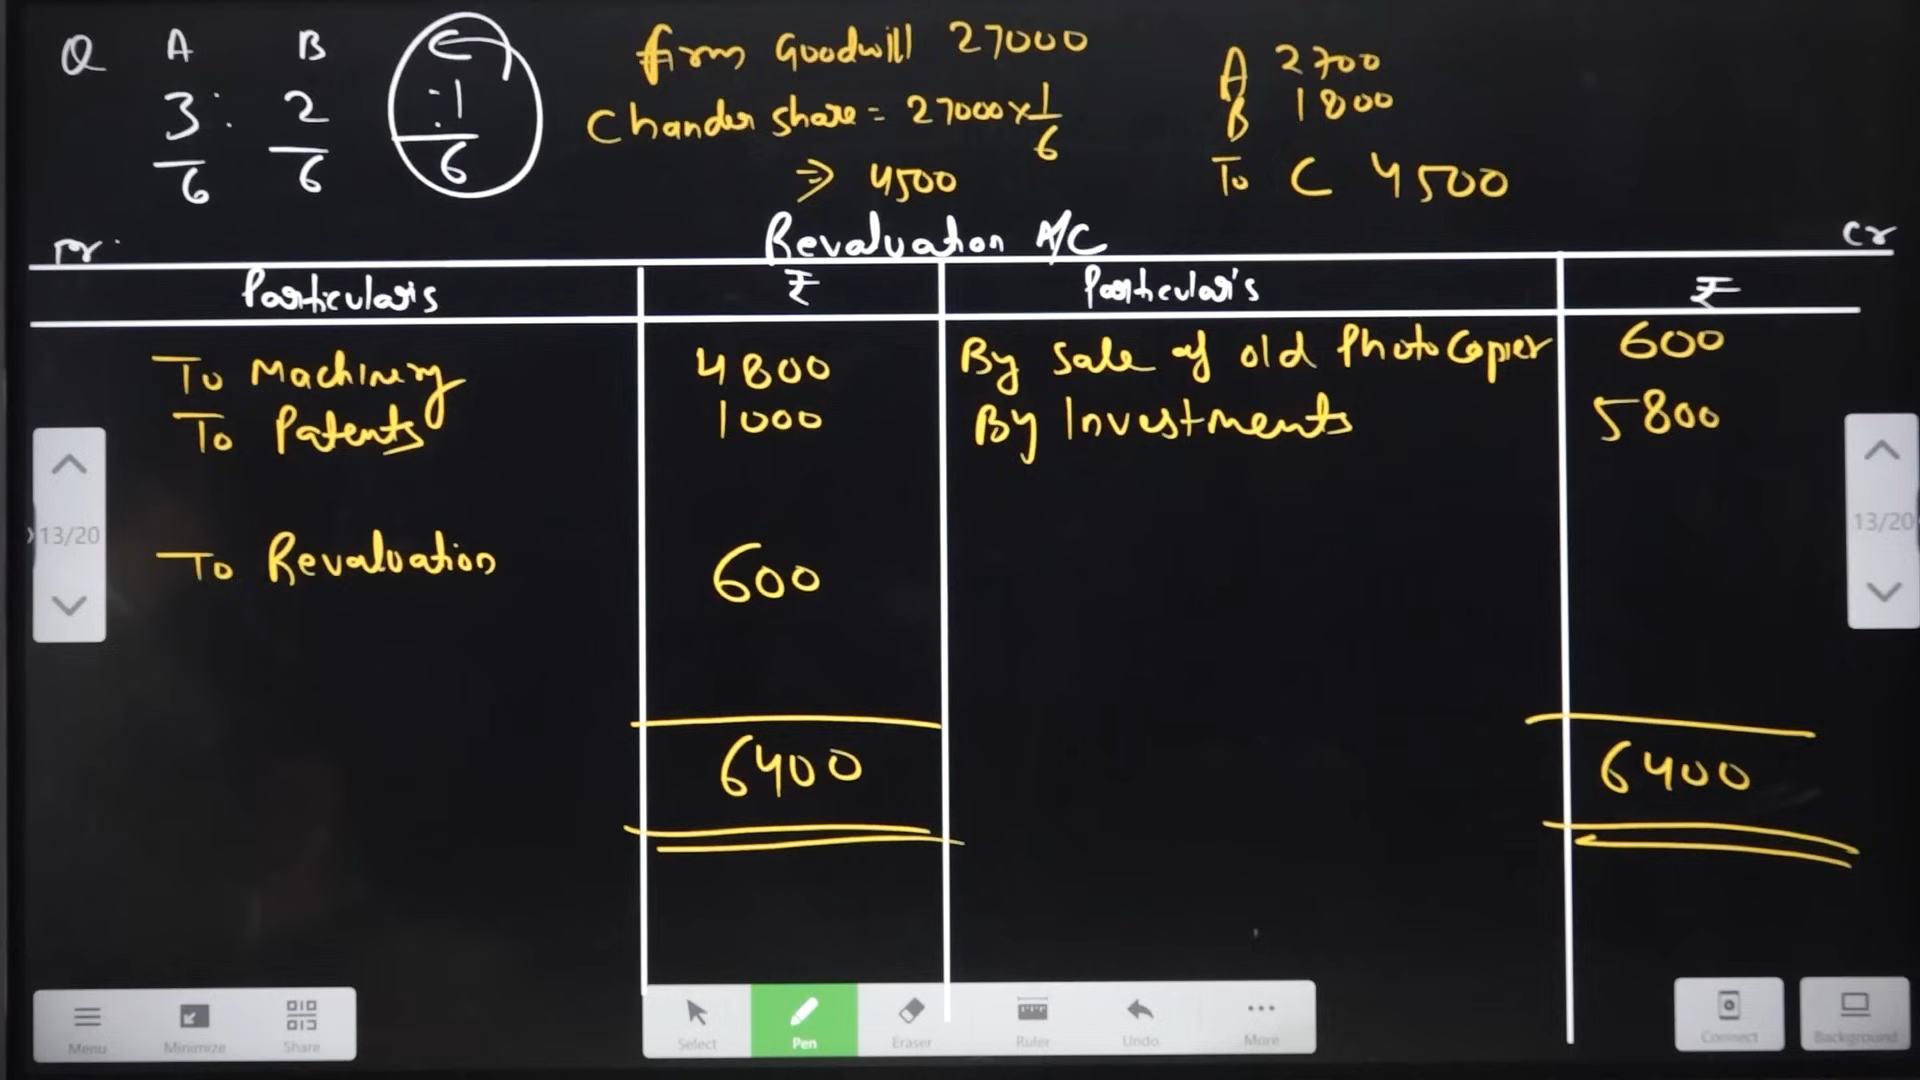 Q A B C
3 : 2 : 1
6 6 6
firm Goodwill 27000
Chander share = 27000 × 1/6
⇒ 4500
A 2700
B 1800
To C 4500
Dr. Revaluation A/C Cr
Particulars ₹ Particulars ₹
To Machinery 4800 By Sale of old Photo Copier 600
To Patents 1000 By Investments 5800
To Revaluation 600
6400 6400
13/20 13/20
Menu Minimize Share Select Pen Eraser Ruler Undo More Connect Background